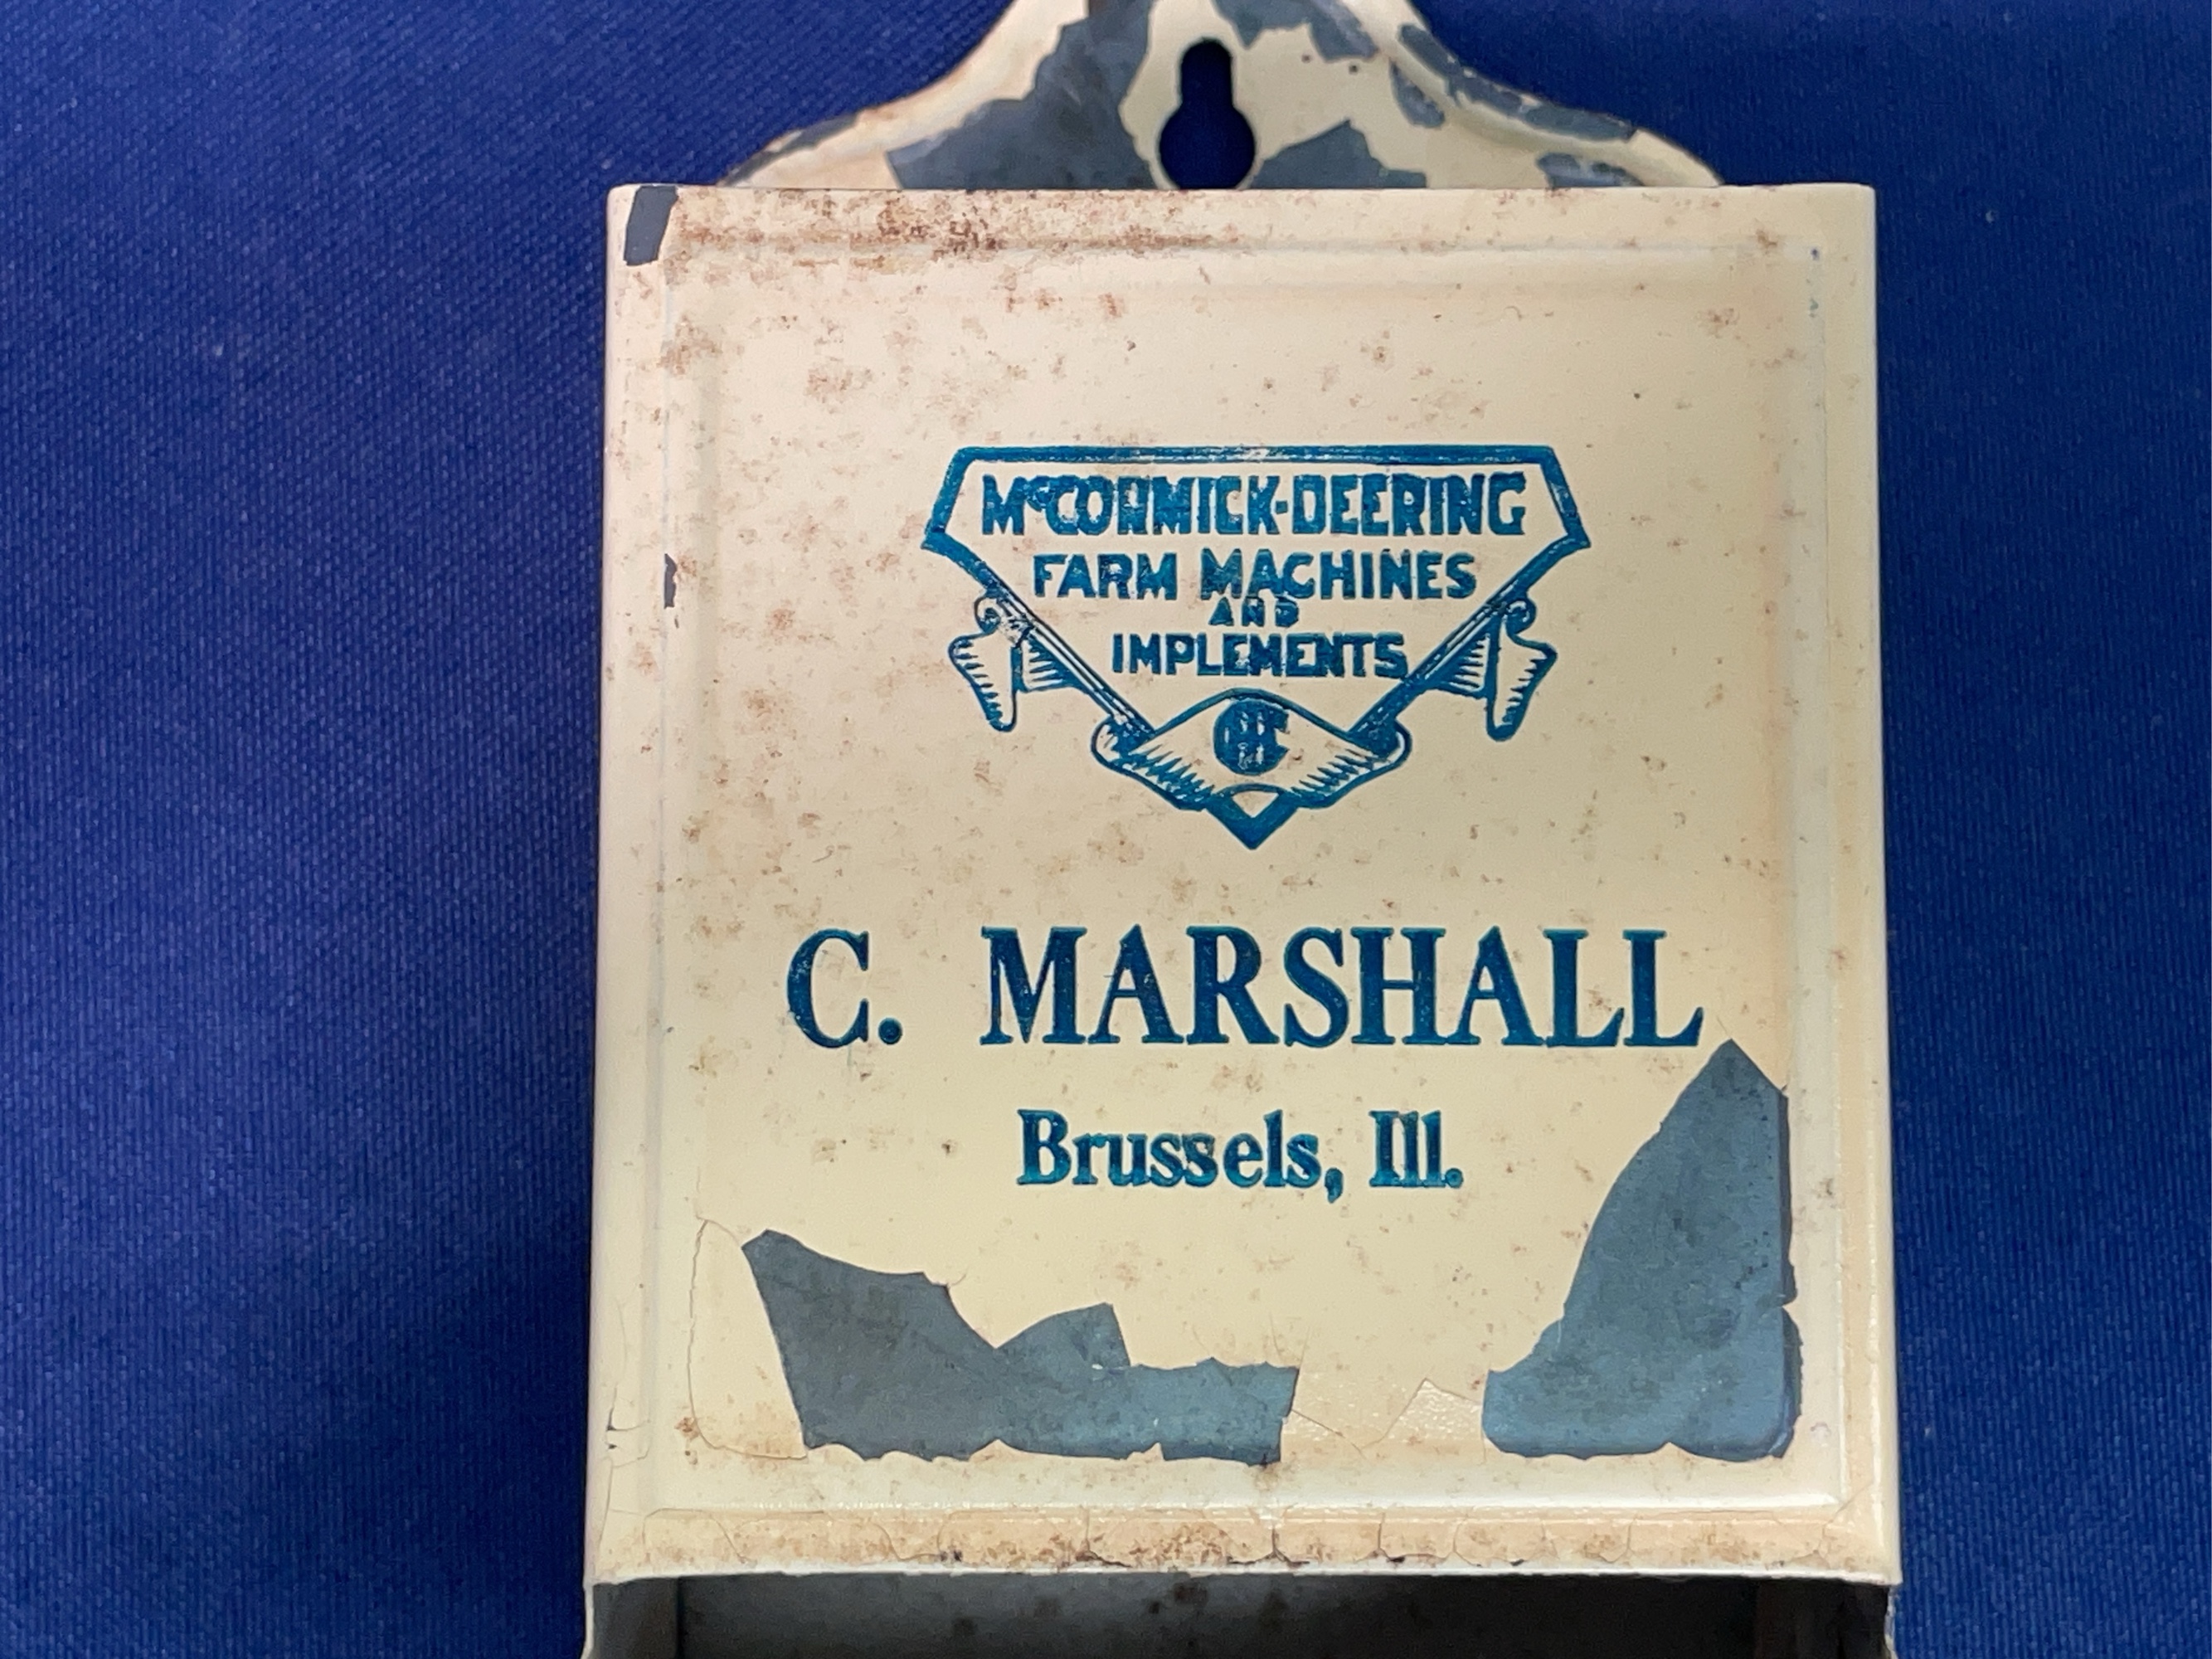 McCORMICK-DEERING
FARM MACHINES
AND
IMPLEMENTS
IHC
C. MARSHALL
Brussels, Ill.